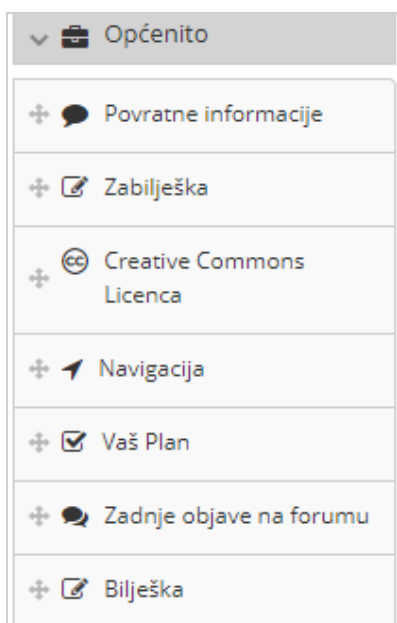 Općenito
Povratne informacije
Zabilješka
Creative Commons
Licenca
Navigacija
Vaš Plan
Zadnje objave na forumu
Bilješka